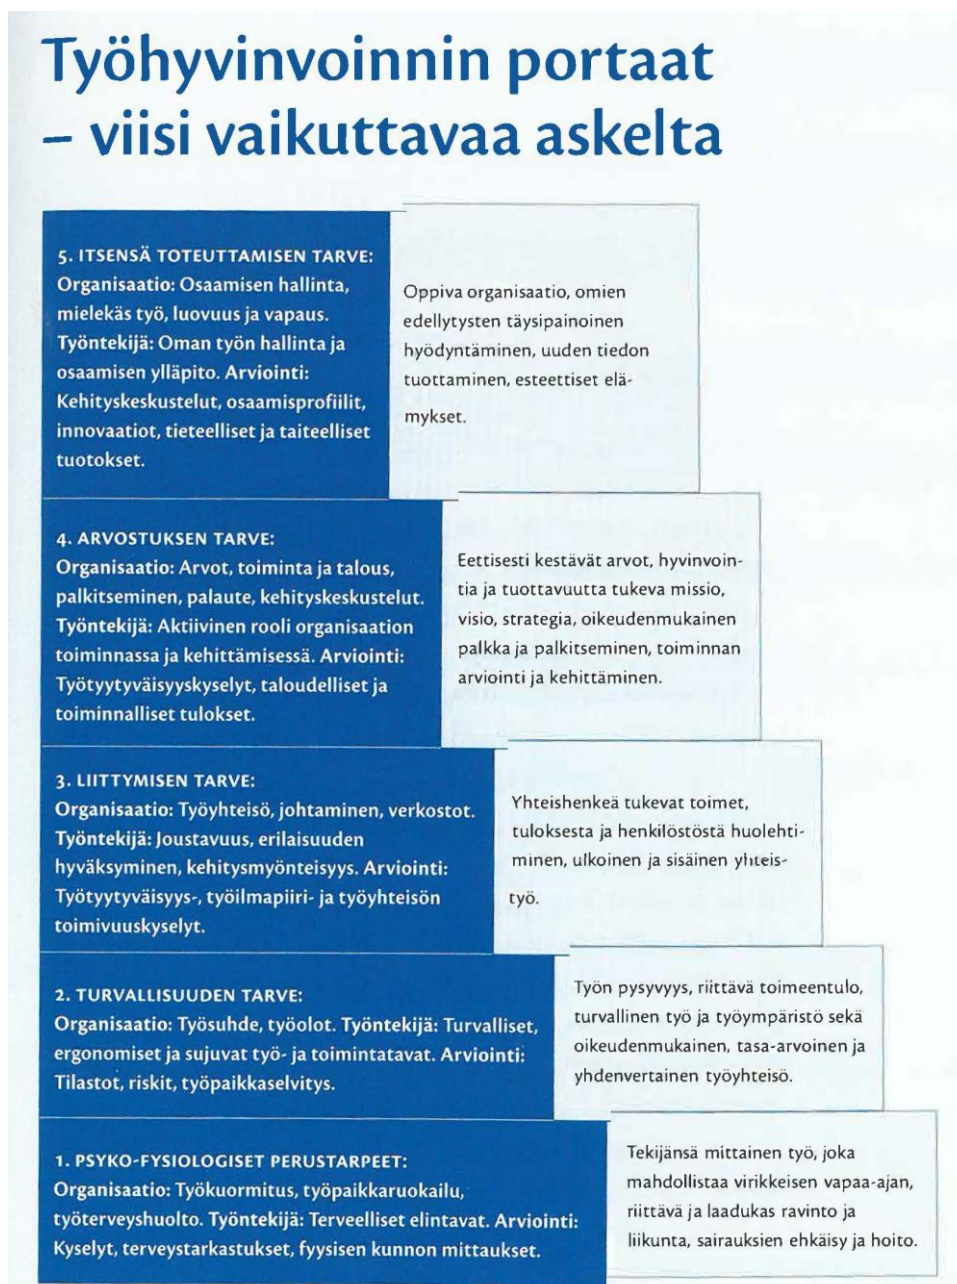 Työhyvinvoinnin portaat
– viisi vaikuttavaa askelta
5. ITSENSÄ TOTEUTTAMISEN TARVE:
Organisaatio: Osaamisen hallinta,
mielekäs työ, luovuus ja vapaus.
Työntekijä: Oman työn hallinta ja
osaamisen ylläpito. Arviointi:
Kehityskeskustelut, osaamisprofiilit,
innovaatiot, tieteelliset ja taiteelliset
tuotokset.
Oppiva organisaatio, omien
edellytysten täysipainoinen
hyödyntäminen, uuden tiedon
tuottaminen, esteettiset elä-
mykset.
4. ARVOSTUKSEN TARVE:
Organisaatio: Arvot, toiminta ja talous,
palkitseminen, palaute, kehityskeskustelut.
Työntekijä: Aktiivinen rooli organisaation
toiminnassa ja kehittämisessä. Arviointi:
Työtyytyväisyyskyselyt, taloudelliset ja
toiminnalliset tulokset.
Eettisesti kestävät arvot, hyvinvoin-
tia ja tuottavuutta tukeva missio,
visio, strategia, oikeudenmukainen
palkka ja palkitseminen, toiminnan
arviointi ja kehittäminen.
3. LIITTYMISEN TARVE:
Organisaatio: Työyhteisö, johtaminen, verkostot.
Työntekijä: Joustavuus, erilaisuuden
hyväksyminen, kehitysmyönteisyys. Arviointi:
Työtyytyväisyys-, työilmapiiri- ja työyhteisön
toimivuuskyselyt.
Yhteishenkeä tukevat toimet,
tuloksesta ja henkilöstöstä huolehti-
minen, ulkoinen ja sisäinen yhteis-
työ.
2. TURVALLISUUDEN TARVE:
Organisaatio: Työsuhde, työolot. Työntekijä: Turvalliset,
ergonomiset ja sujuvat työ- ja toimintatavat. Arviointi:
Tilastot, riskit, työpaikkaselvitys.
Työn pysyvyys, riittävä toimeentulo,
turvallinen työ ja työympäristö sekä
oikeudenmukainen, tasa-arvoinen ja
yhdenvertainen työyhteisö.
1. PSYKO-FYSIOLOGISET PERUSTARPEET:
Organisaatio: Työkuormitus, työpaikkaruokailu,
työterveyshuolto. Työntekijä: Terveelliset elintavat. Arviointi:
Kyselyt, terveystarkastukset, fyysisen kunnon mittaukset.
Tekijänsä mittainen työ, joka
mahdollistaa virikkeisen vapaa-ajan,
riittävä ja laadukas ravinto ja
liikunta, sairauksien ehkäisy ja hoito.